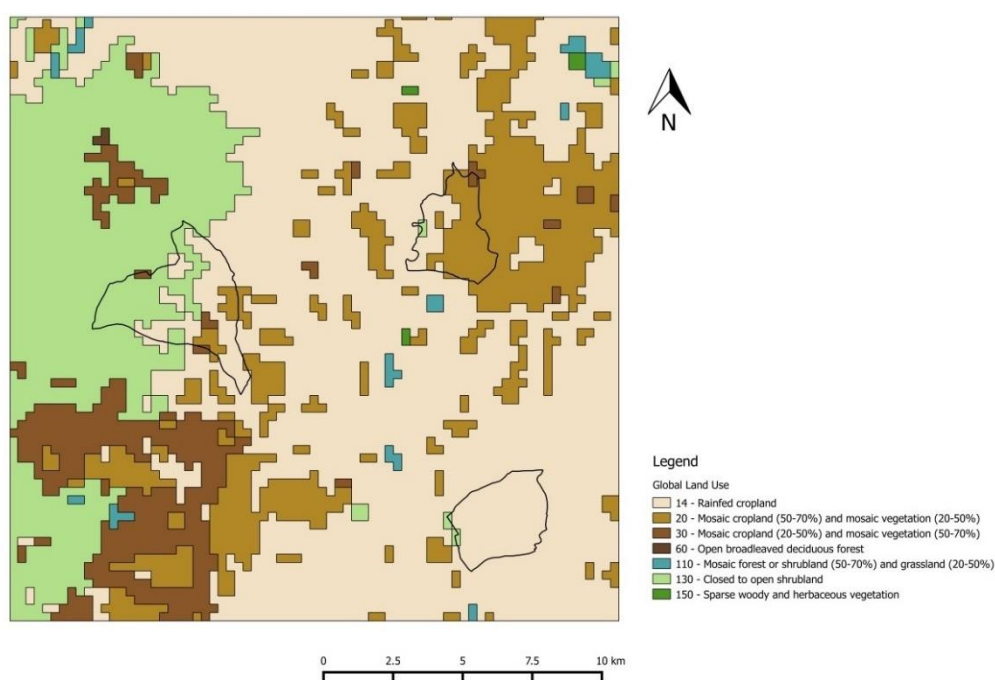 N
Legend
Global Land Use
14 - Rainfed cropland
20 - Mosaic cropland (50-70%) and mosaic vegetation (20-50%)
30 - Mosaic cropland (20-50%) and mosaic vegetation (50-70%)
60 - Open broadleaved deciduous forest
110 - Mosaic forest or shrubland (50-70%) and grassland (20-50%)
130 - Closed to open shrubland
150 - Sparse woody and herbaceous vegetation
0 2.5 5 7.5 10 km